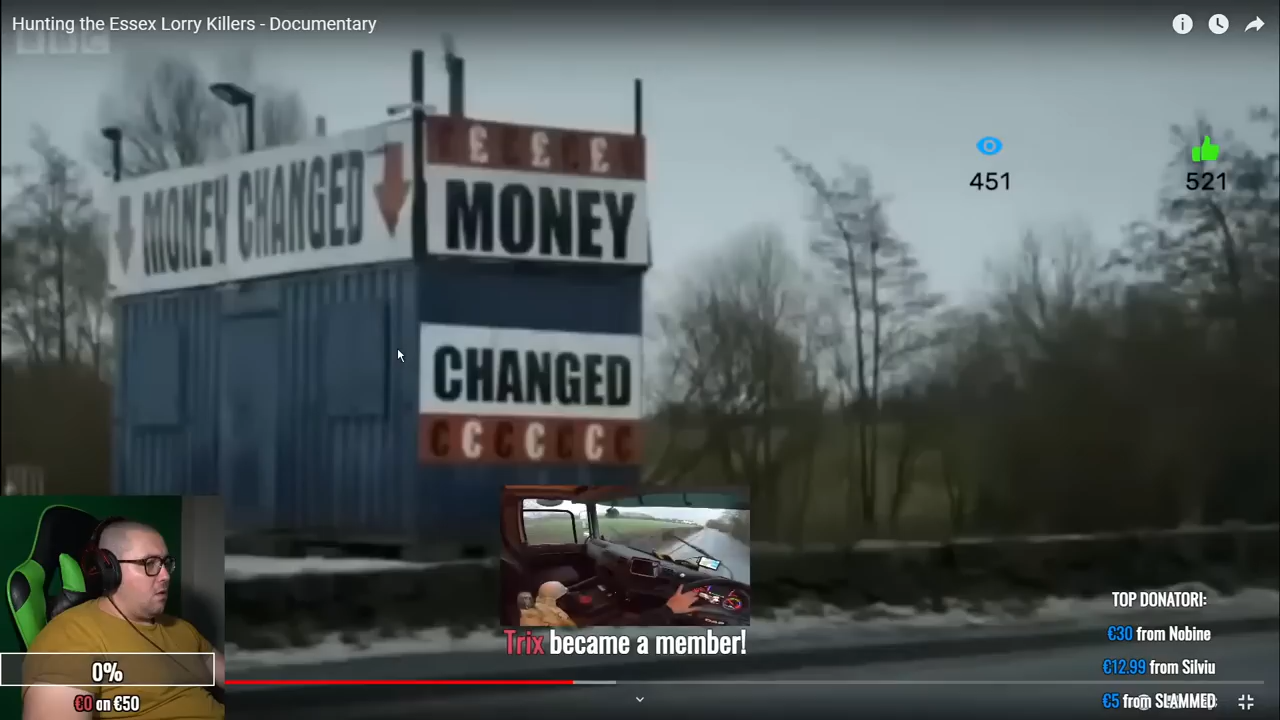 Hunting the Essex Lorry Killers - Documentary
BBC
451
521
£ £ £
MONEY CHANGED
MONEY
CHANGED
€ € € € € € €
Trix became a member!
TOP DONATORI:
€30 from Nobine
€12.99 from Silviu
€5 from SLAMMED
0%
€0 on €50